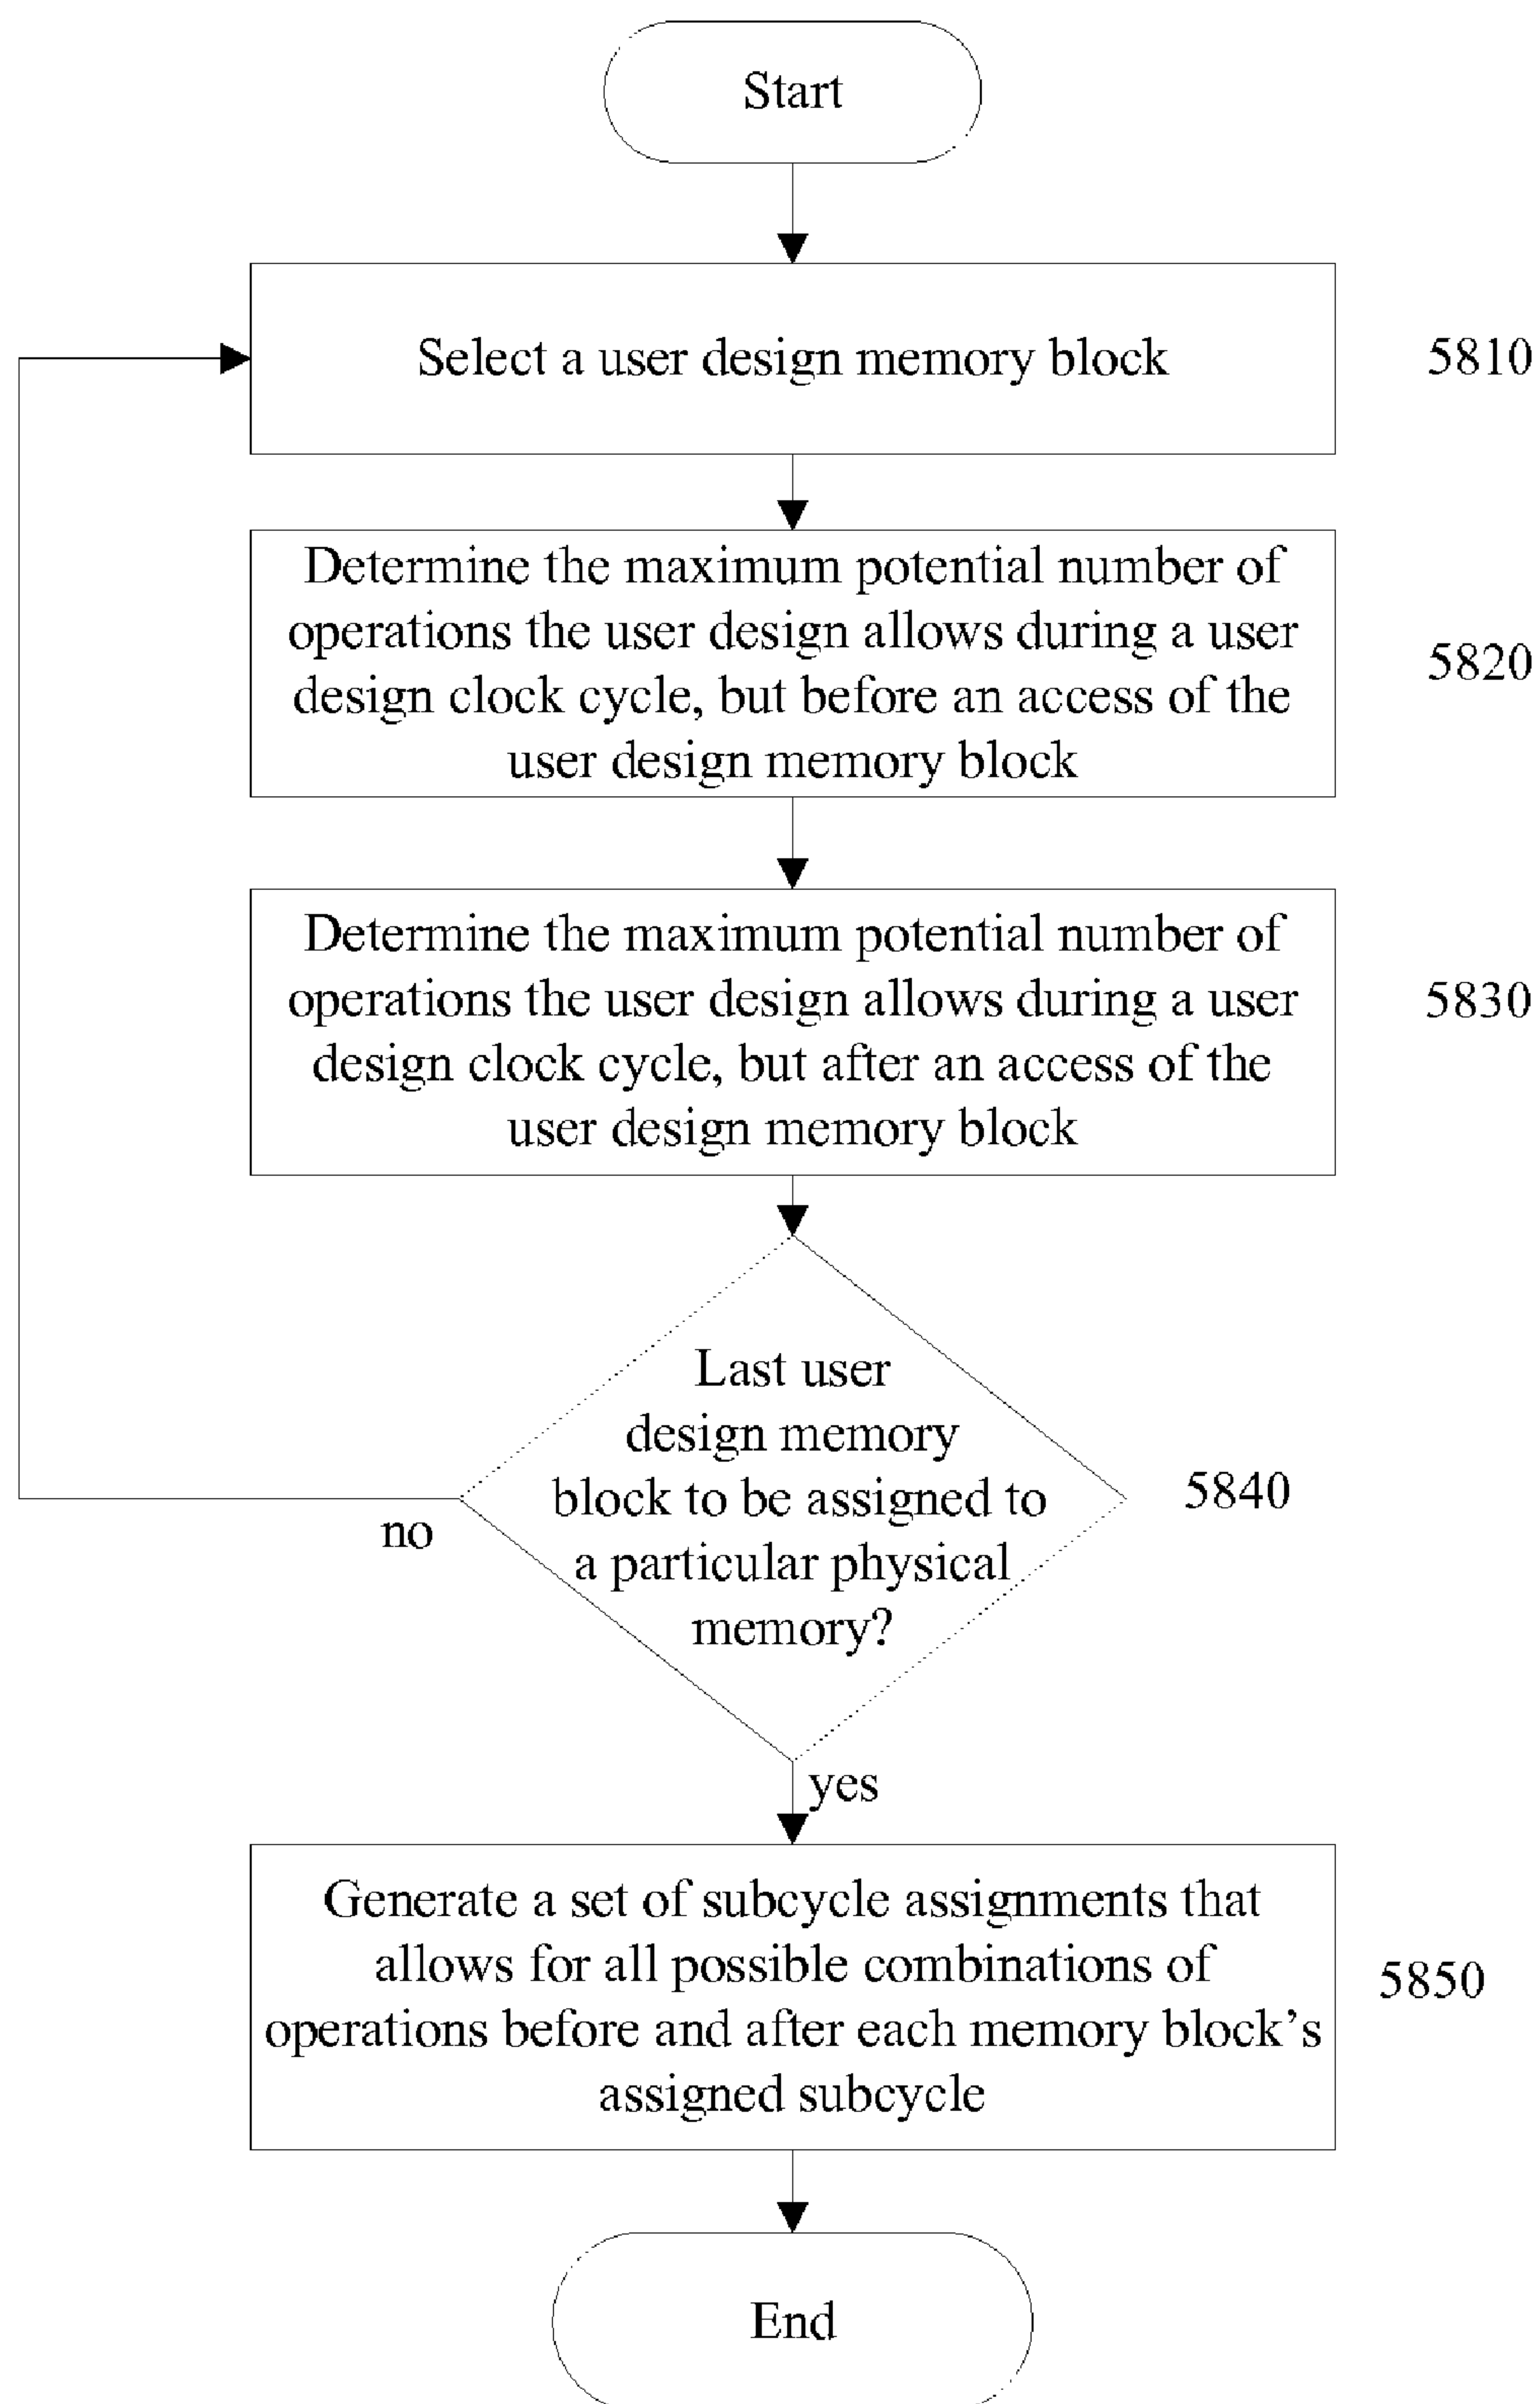 Start
Select a user design memory block
5810
Determine the maximum potential number of
operations the user design allows during a user
design clock cycle, but before an access of the
user design memory block
5820
Determine the maximum potential number of
operations the user design allows during a user
design clock cycle, but after an access of the
user design memory block
5830
Last user
design memory
block to be assigned to
a particular physical
memory?
5840
no
yes
Generate a set of subcycle assignments that
allows for all possible combinations of
operations before and after each memory block’s
assigned subcycle
5850
End